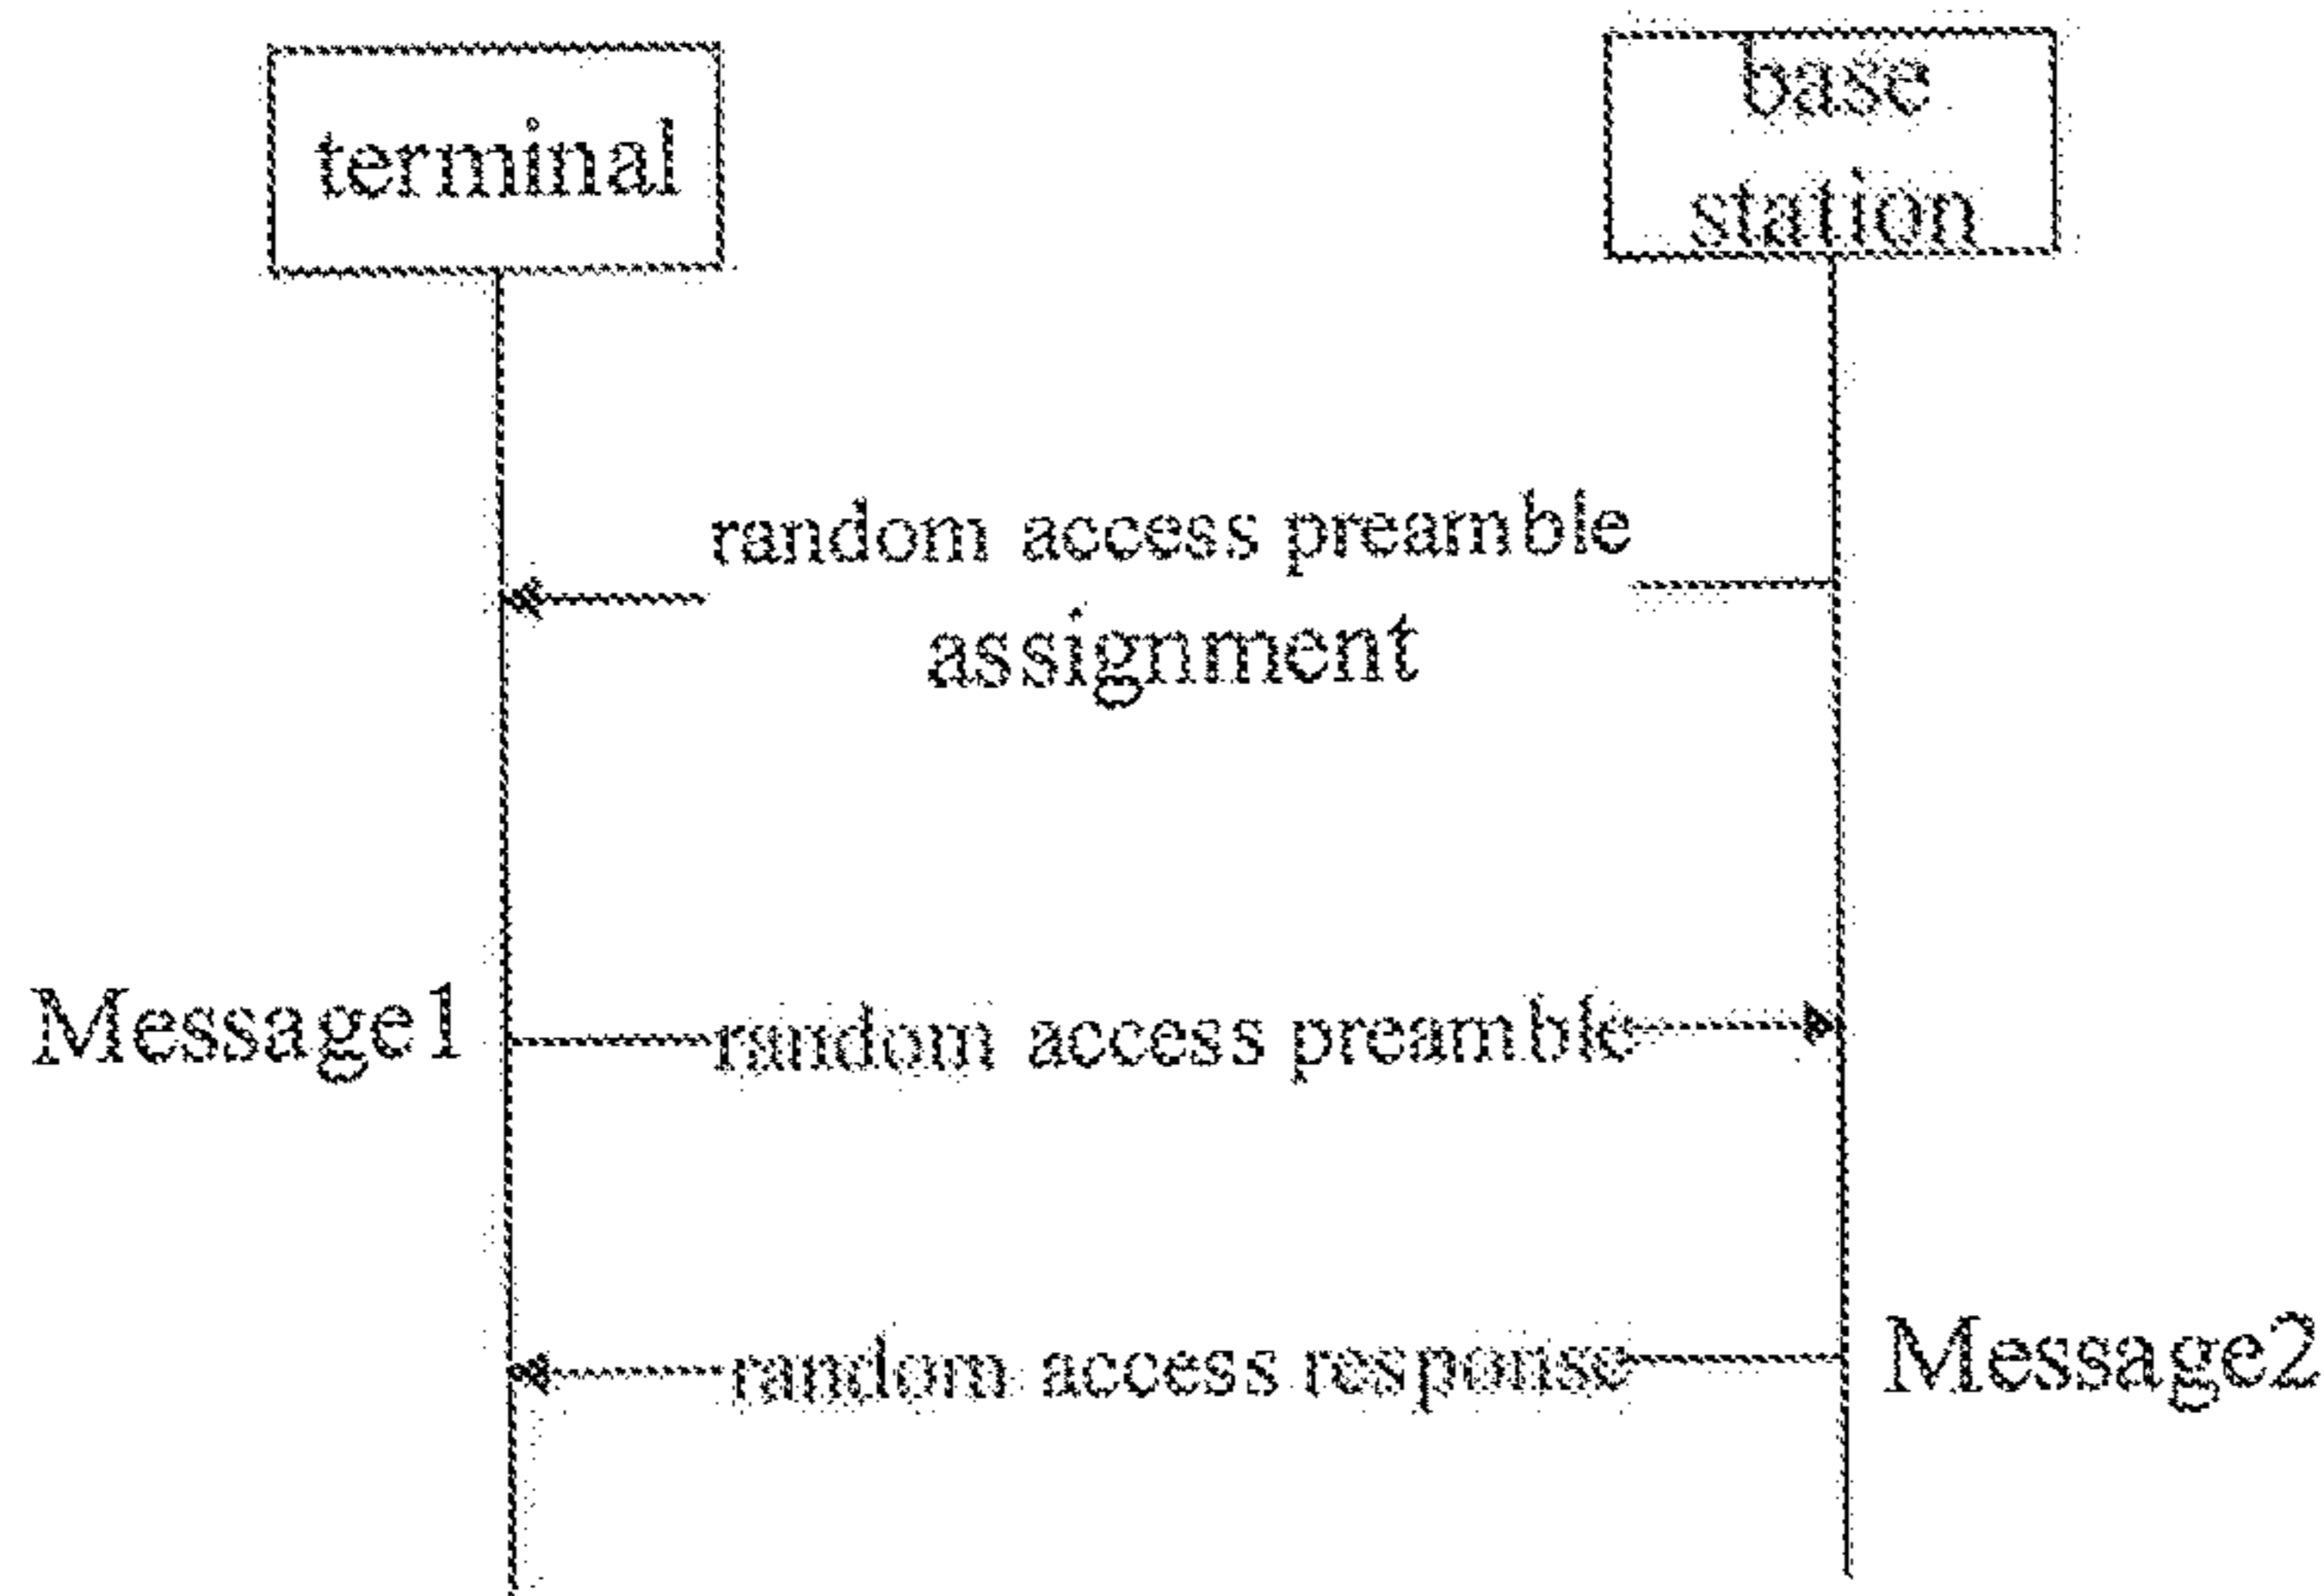 terminal
base
station
random access preamble
assignment
Message1
random access preamble
random access response
Message2